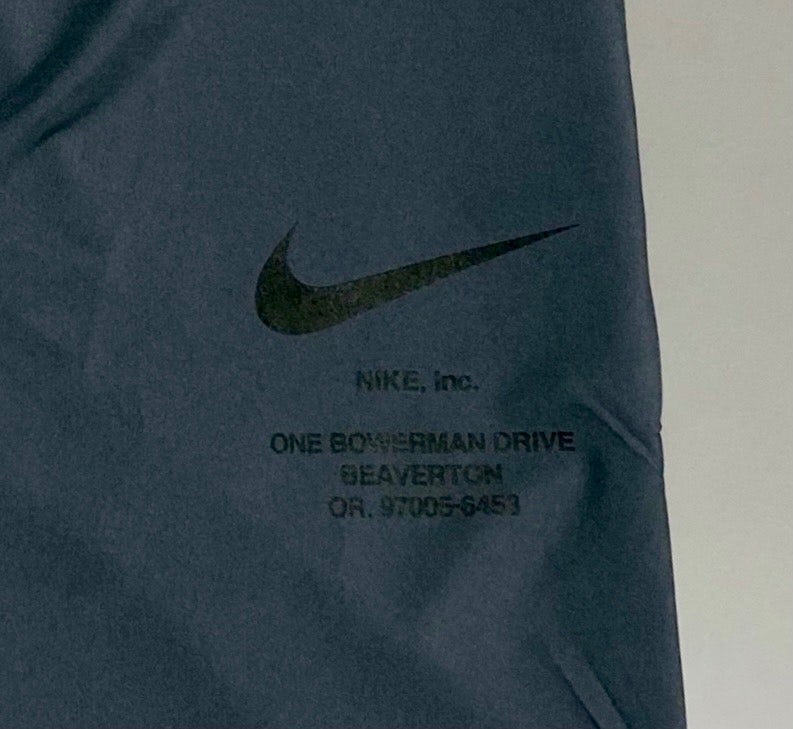 NIKE, Inc.
ONE BOWERMAN DRIVE
BEAVERTON
OR. 97005-6453